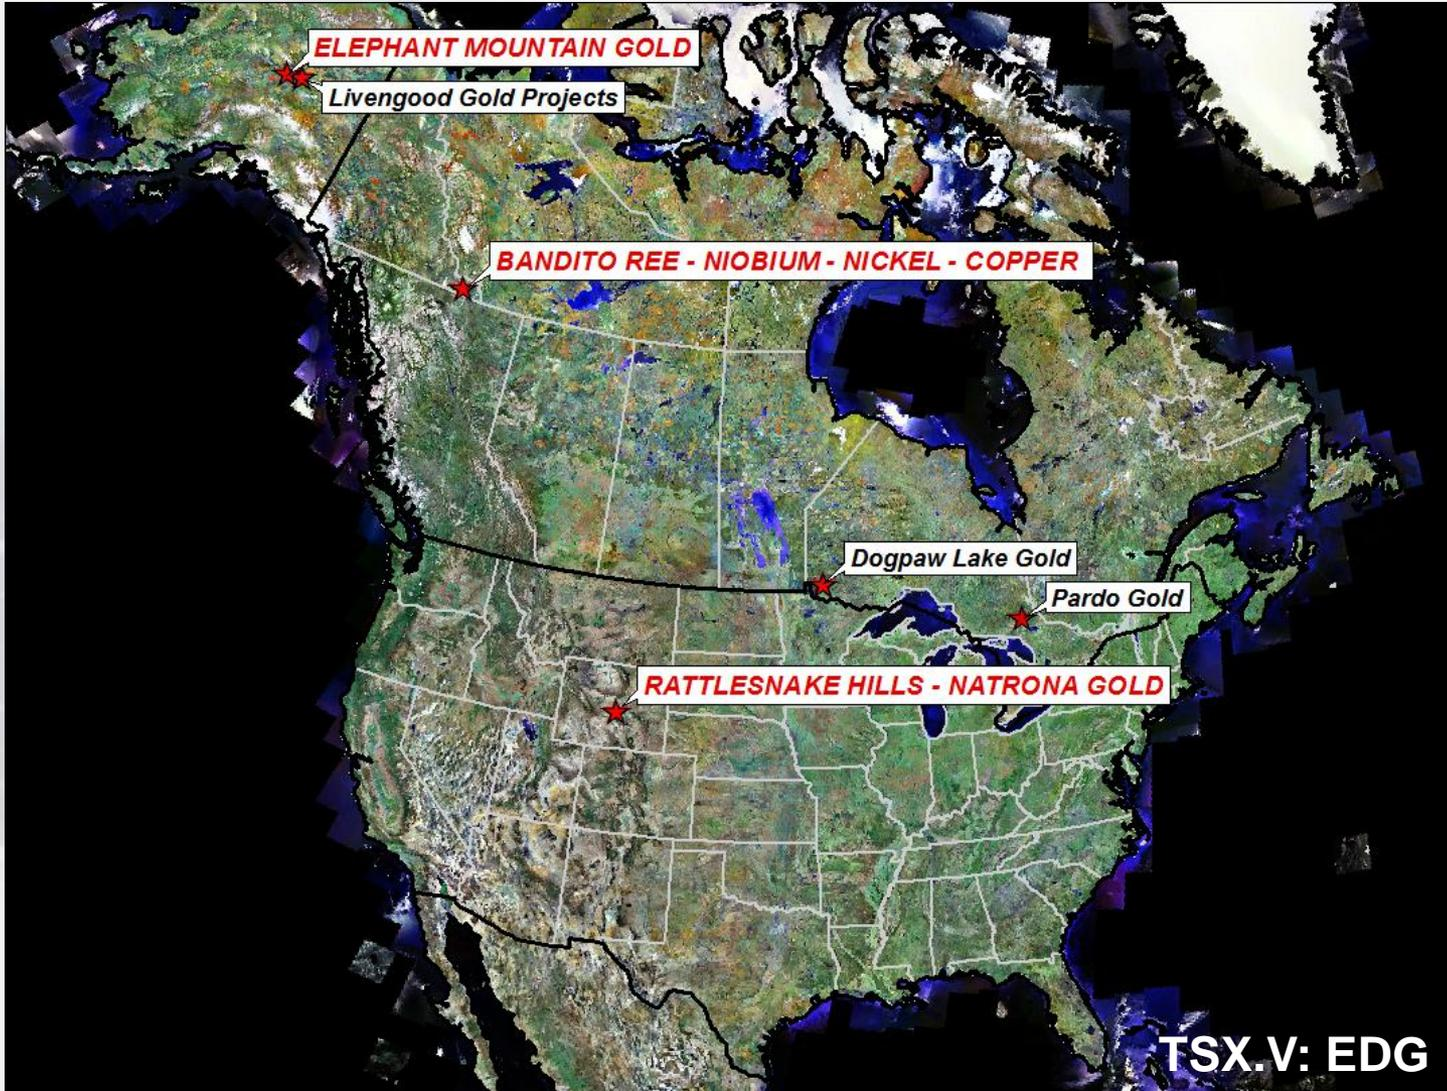 ELEPHANT MOUNTAIN GOLD
Livengood Gold Projects
BANDITO REE - NIOBIUM - NICKEL - COPPER
Dogpaw Lake Gold
Pardo Gold
RATTLESNAKE HILLS - NATRONA GOLD
TSX.V: EDG